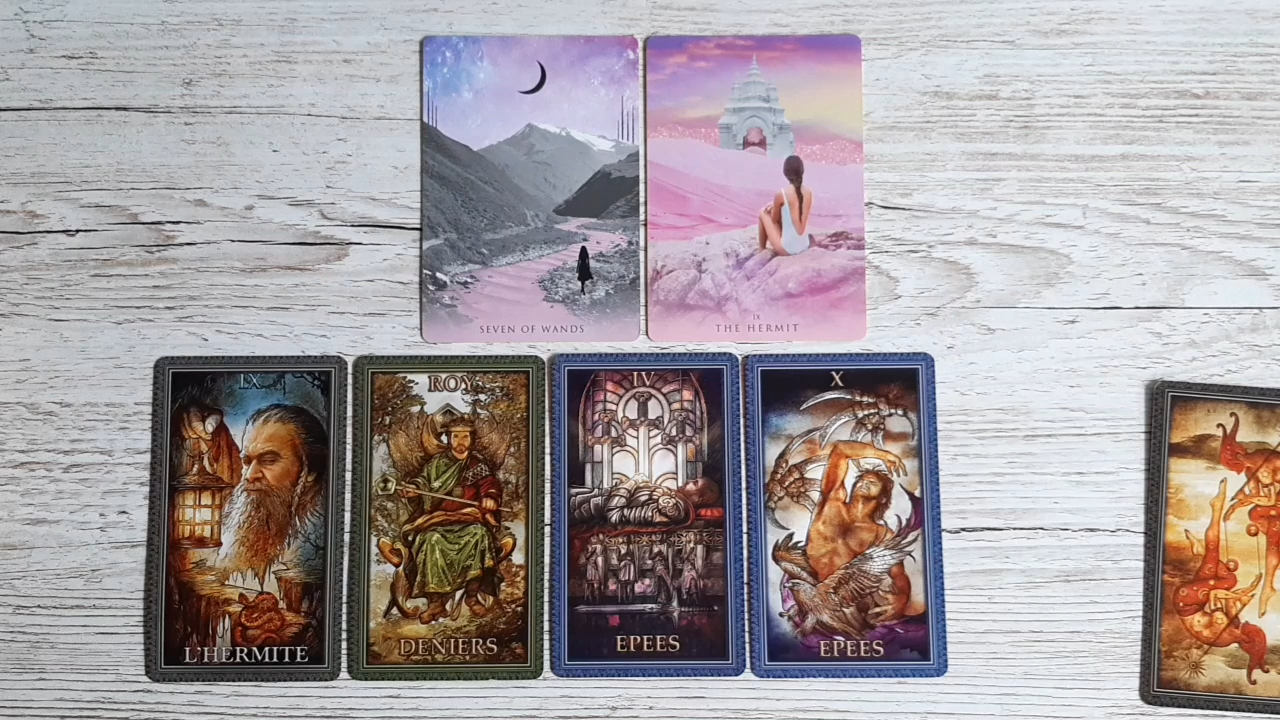 SEVEN OF WANDS
IX
THE HERMIT
IX
L'HERMITE
ROY
DENIERS
IV
EPEES
X
EPEES